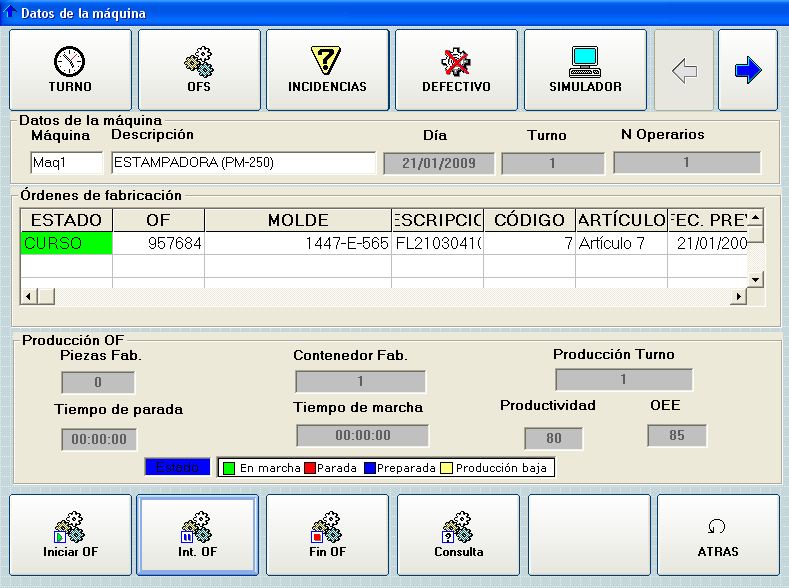 Datos de la máquina
TURNO OFS INCIDENCIAS DEFECTIVO SIMULADOR
Datos de la máquina
Máquina Descripción Día Turno N Operarios
Maq1 ESTAMPADORA (PM-250) 21/01/2009 1 1
Órdenes de fabricación
ESTADO OF MOLDE ESCRIPCIC CÓDIGO ARTÍCULO FEC. PREV
CURSO 957684 1447-E-565 FL2103041( 7 Artículo 7 21/01/200
Producción OF
Piezas Fab. Contenedor Fab. Producción Turno
0 1 1
Tiempo de parada Tiempo de marcha Productividad OEE
00:00:00 00:00:00 80 85
Estado En marcha Parada Preparada Producción baja
Iniciar OF Int. OF Fin OF Consulta ATRAS